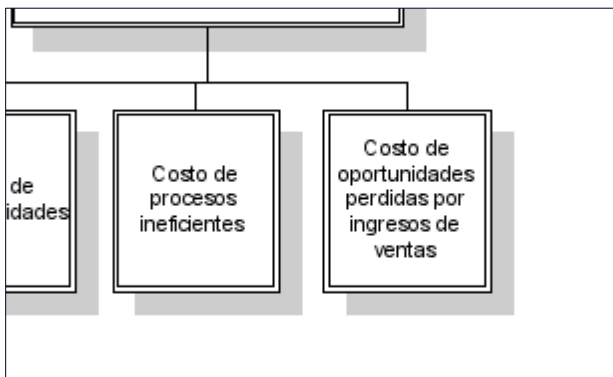 de
idades
Costo de
procesos
ineficientes
Costo de
oportunidades
perdidas por
ingresos de
ventas